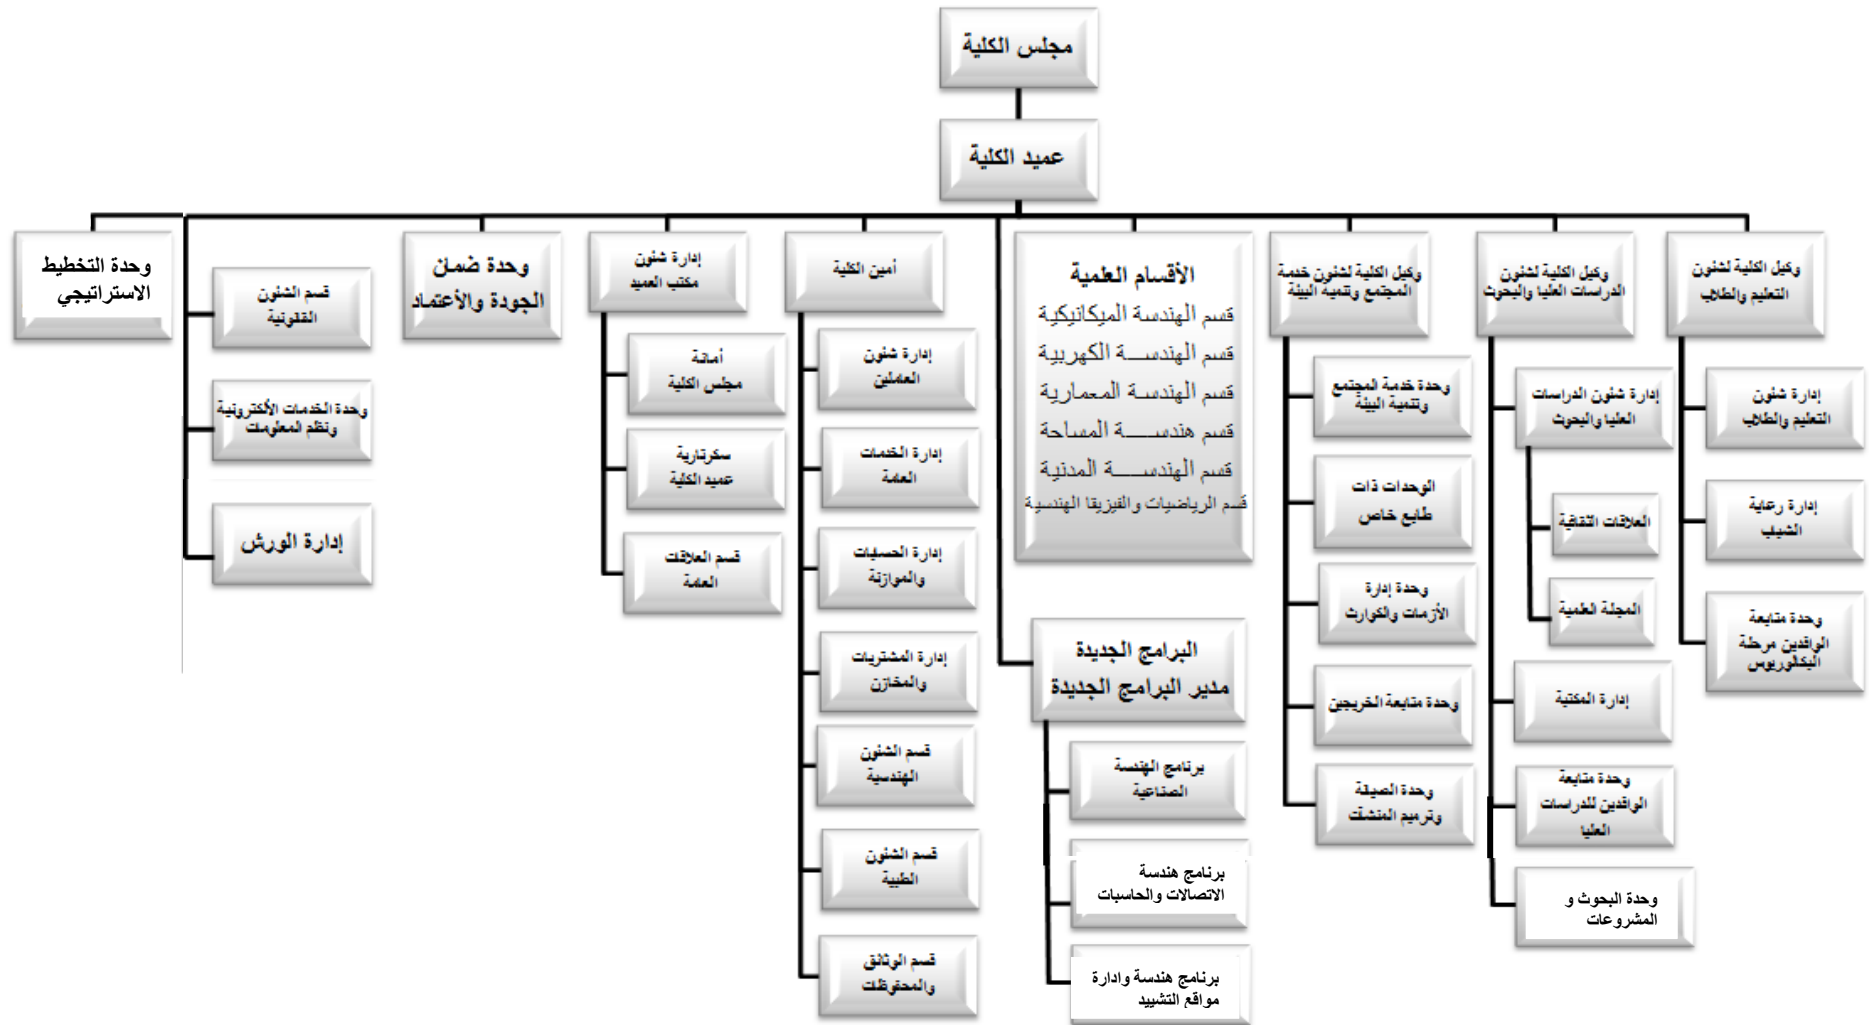 مجلس الكلية
عميد الكلية
وكيل الكلية لشئون
التعليم والطلاب
إدارة شئون
التعليم والطلاب
إدارة رعاية
الشباب
وحدة متابعة
الوافدين مرحلة
البكالوريوس
وكيل الكلية لشئون
الدراسات العليا والبحوث
إدارة شئون الدراسات
العليا والبحوث
العلاقات الثقافية
المجلة العلمية
إدارة المكتبة
وحدة متابعة
الوافدين للدراسات
العليا
وحدة البحوث و
المشروعات
وكيل الكلية لشئون خدمة
المجتمع وتنمية البيئة
وحدة خدمة المجتمع
وتنمية البيئة
الوحدات ذات
طابع خاص
وحدة إدارة
الأزمات والكوارث
وحدة متابعة الخريجين
وحدة الصيانة
وترميم المنشآت
الأقسام العلمية
قسم الهندسة الميكانيكية
قسم الهندســـة الكهربية
قسم الهندسة المعمارية
قسم هندســــة المساحة
قسم الهندســــة المدنية
قسم الرياضيات والفيزيقا الهندسية
البرامج الجديدة
مدير البرامج الجديدة
برنامج الهندسة
الصناعية
برنامج هندسة
الاتصالات والحاسبات
برنامج هندسة وادارة
مواقع التشييد
أمين الكلية
إدارة شئون
العاملين
إدارة الخدمات
العامة
إدارة الحسابات
والموازنة
إدارة المشتريات
والمخازن
قسم الشئون
الهندسية
قسم الشئون
الطبية
قسم الوثائق
والمحفوظات
إدارة شئون
مكتب العميد
أمانة
مجلس الكلية
سكرتارية
عميد الكلية
قسم العلاقات
العامة
وحدة ضمان
الجودة والأعتماد
قسم الشئون
القانونية
وحدة الخدمات الألكترونية
ونظم المعلومات
إدارة الورش
وحدة التخطيط
الاستراتيجي